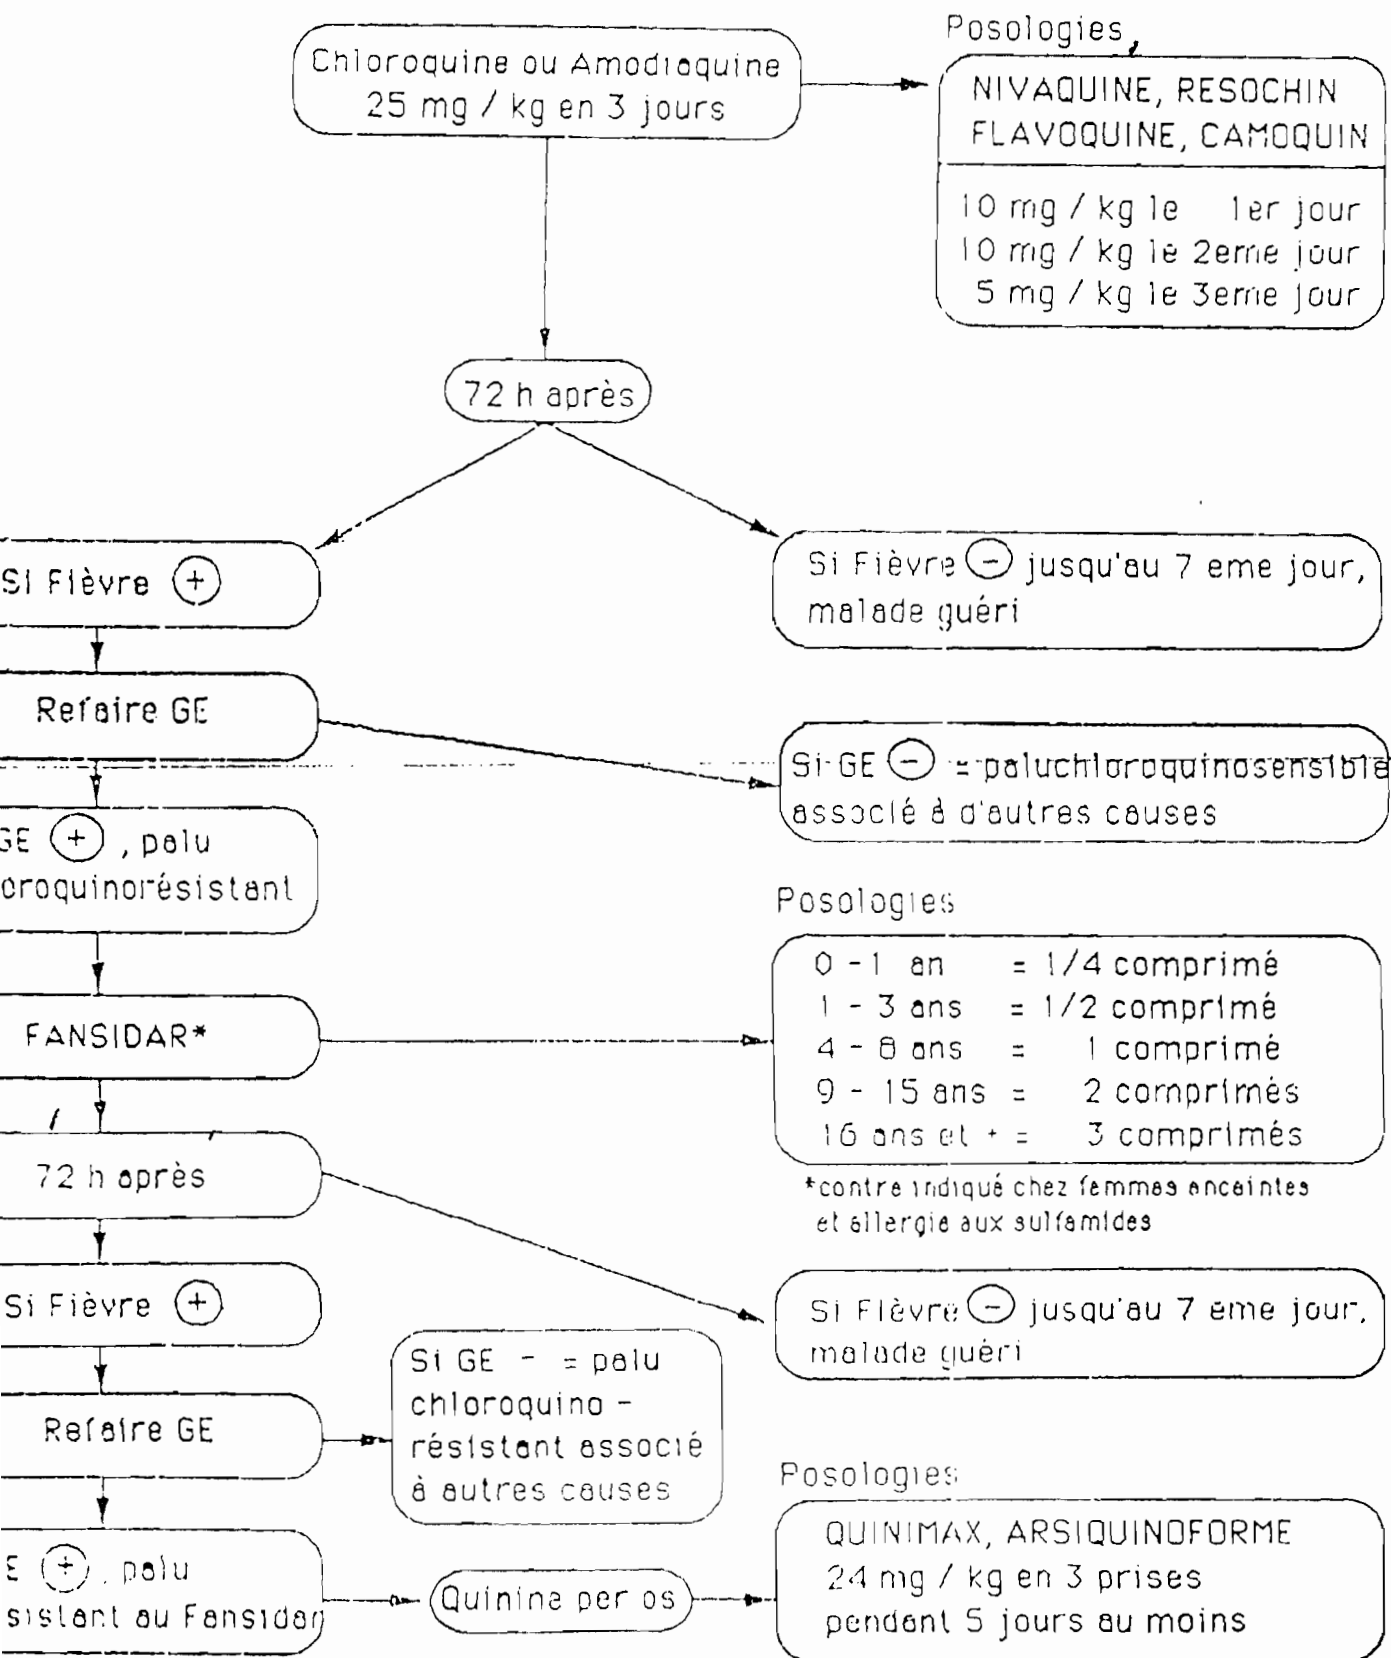 Chloroquine ou Amodiaquine
25 mg / kg en 3 jours
Posologies
NIVAQUINE, RESOCHIN
FLAVOQUINE, CAMOQUIN
10 mg / kg le 1er jour
10 mg / kg le 2eme jour
5 mg / kg le 3eme jour
72 h après
Si Fièvre +
Si Fièvre - jusqu'au 7 eme jour,
malade guéri
Refaire GE
Si GE - = paluchloroquinosensible
associé à d'autres causes
GE +, palu
oroquinorésistant
FANSIDAR*
Posologies
0 - 1 an = 1/4 comprimé
1 - 3 ans = 1/2 comprimé
4 - 8 ans = 1 comprimé
9 - 15 ans = 2 comprimés
16 ans et + = 3 comprimés
*contre indiqué chez femmes enceintes
et allergie aux sulfamides
72 h après
Si Fièvre +
Si Fièvre - jusqu'au 7 eme jour,
malade guéri
Refaire GE
Si GE - = palu
chloroquino -
résistant associé
à autres causes
E +, palu
sistant au Fansidar
Quinine per os
Posologies
QUINIMAX, ARSIQUINOFORME
24 mg / kg en 3 prises
pendant 5 jours au moins